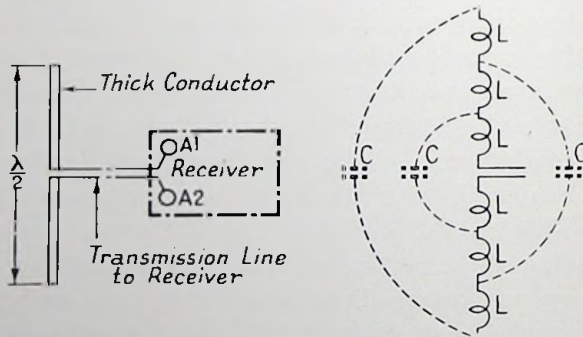 Thick Conductor
λ/2
A1
Receiver
A2
Transmission Line
to Receiver
L
L
L
C
C
C
L
L
L